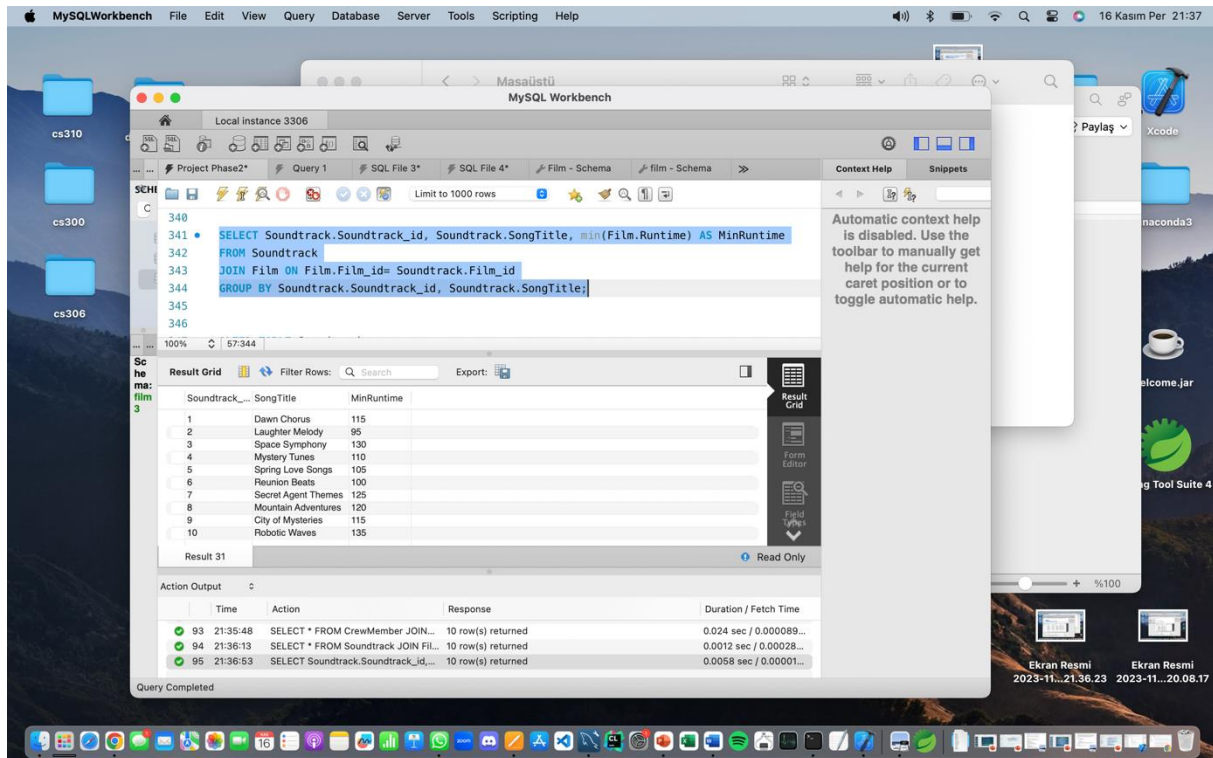 MySQLWorkbench File Edit View Query Database Server Tools Scripting Help
16 Kasım Per 21:37
Masaüstü
MySQL Workbench
Local instance 3306
Paylaş
cs310
Xcode
Project Phase2* Query 1 SQL File 3* SQL File 4* Film - Schema film - Schema
Context Help Snippets
Limit to 1000 rows
cs300
naconda3
340
341 SELECT Soundtrack.Soundtrack_id, Soundtrack.SongTitle, min(Film.Runtime) AS MinRuntime
342 FROM Soundtrack
343 JOIN Film ON Film.Film_id= Soundtrack.Film_id
344 GROUP BY Soundtrack.Soundtrack_id, Soundtrack.SongTitle;
345
346
Automatic context help
is disabled. Use the
toolbar to manually get
help for the current
caret position or to
toggle automatic help.
cs306
100% 57:344
Sc
he
ma:
film
3
Result Grid Filter Rows: Search Export:
elcome.jar
Soundtrack_... SongTitle MinRuntime
1 Dawn Chorus 115
2 Laughter Melody 95
3 Space Symphony 130
4 Mystery Tunes 110
5 Spring Love Songs 105
6 Reunion Beats 100
7 Secret Agent Themes 125
8 Mountain Adventures 120
9 City of Mysteries 115
10 Robotic Waves 135
Result
Grid
Form
Editor
Field
Types
ng Tool Suite 4
Result 31 Read Only
Action Output
%100
Time Action Response Duration / Fetch Time
93 21:35:48 SELECT * FROM CrewMember JOIN... 10 row(s) returned 0.024 sec / 0.000089...
94 21:36:13 SELECT * FROM Soundtrack JOIN Fil... 10 row(s) returned 0.0012 sec / 0.00028...
95 21:36:53 SELECT Soundtrack.Soundtrack_id,... 10 row(s) returned 0.0058 sec / 0.00001...
Query Completed
Ekran Resmi
2023-11...21.36.23
Ekran Resmi
2023-11...20.08.17